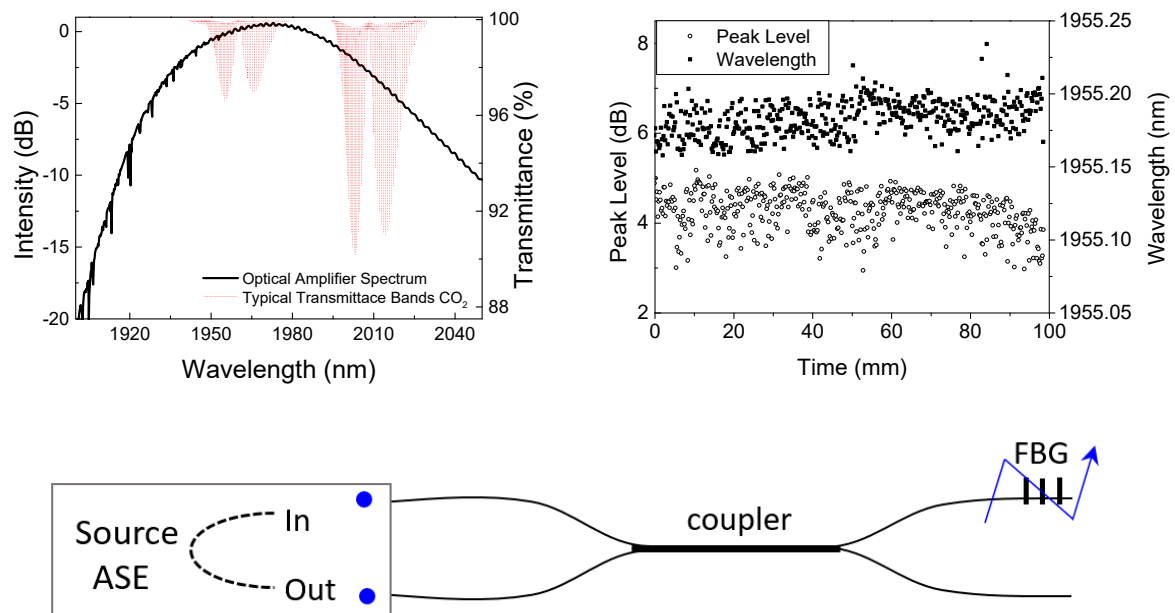 0
-5
-10
-15
-20
Intensity (dB)
1920
1950
1980
2010
2040
Wavelength (nm)
100
96
92
88
Transmittance (%)
Optical Amplifier Spectrum
Typical Transmittace Bands CO₂
8
6
4
2
Peak Level (dB)
Peak Level
Wavelength
0
20
40
60
80
100
Time (mm)
1955.25
1955.20
1955.15
1955.10
1955.05
Wavelength (nm)
Source
ASE
In
Out
coupler
FBG